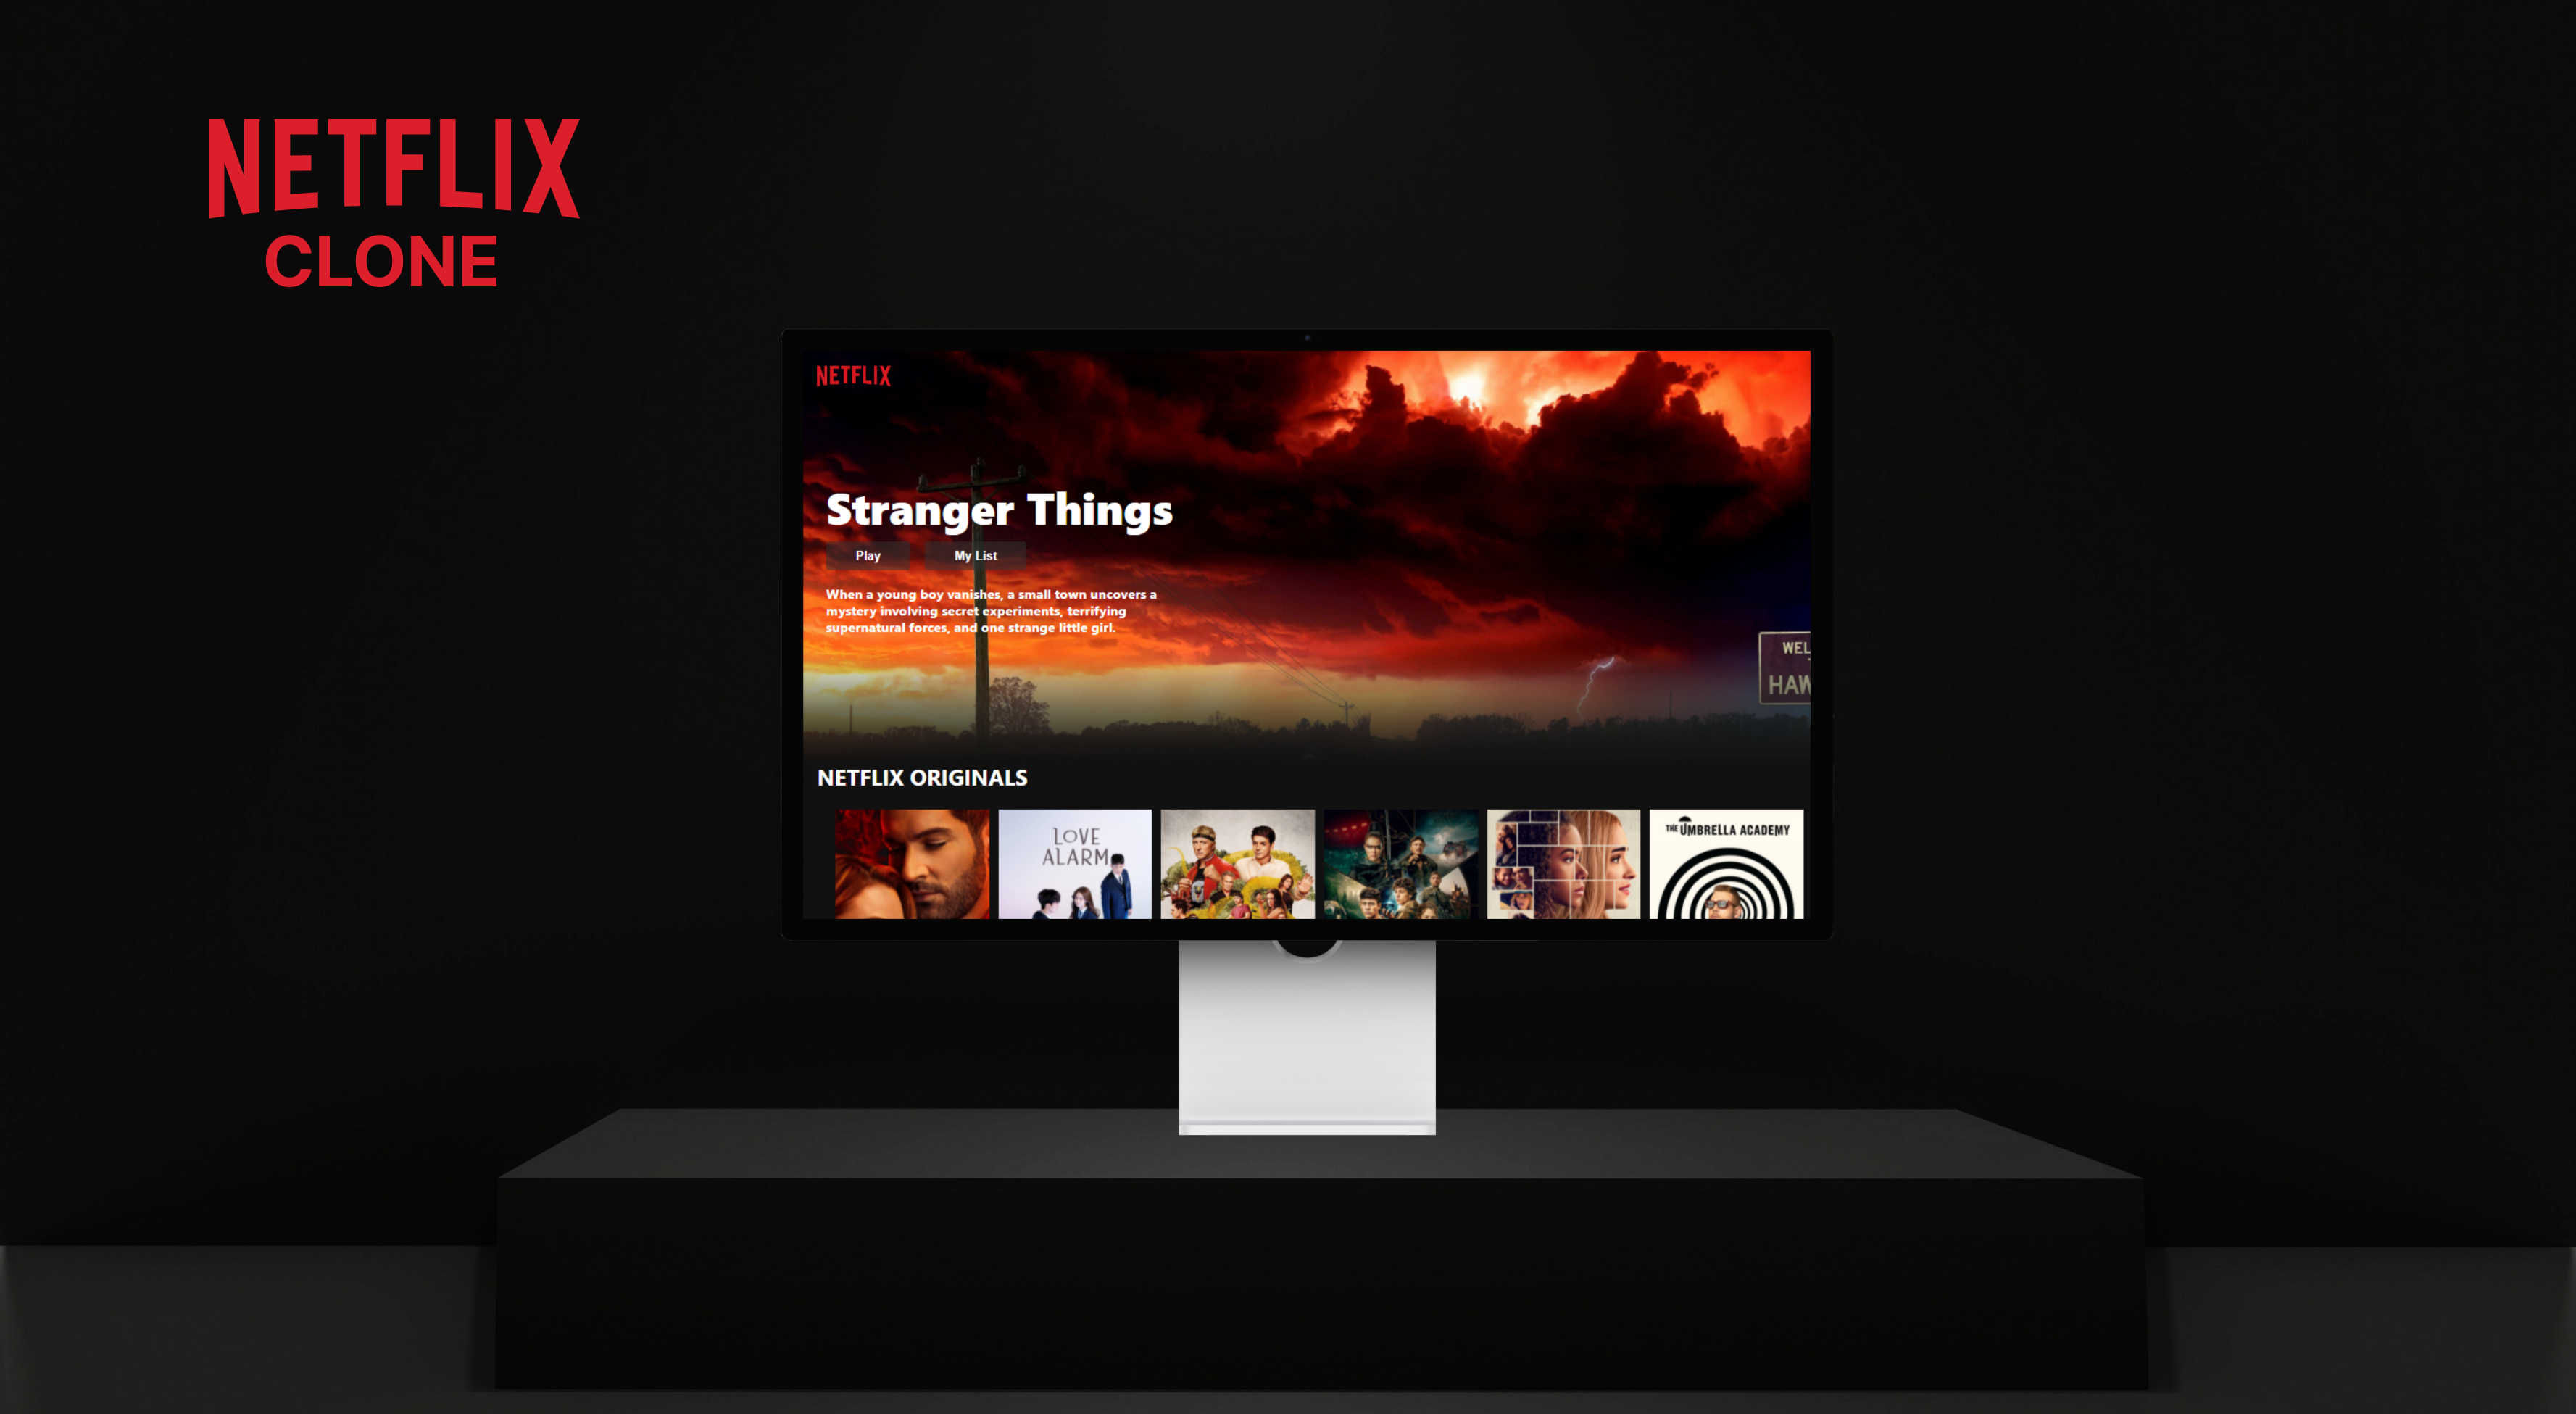 NETFLIX
CLONE
NETFLIX
Stranger Things
Play
My List
When a young boy vanishes, a small town uncovers a
mystery involving secret experiments, terrifying
supernatural forces, and one strange little girl.
WEL
HAW
NETFLIX ORIGINALS
LOVE
ALARM
THE UMBRELLA ACADEMY